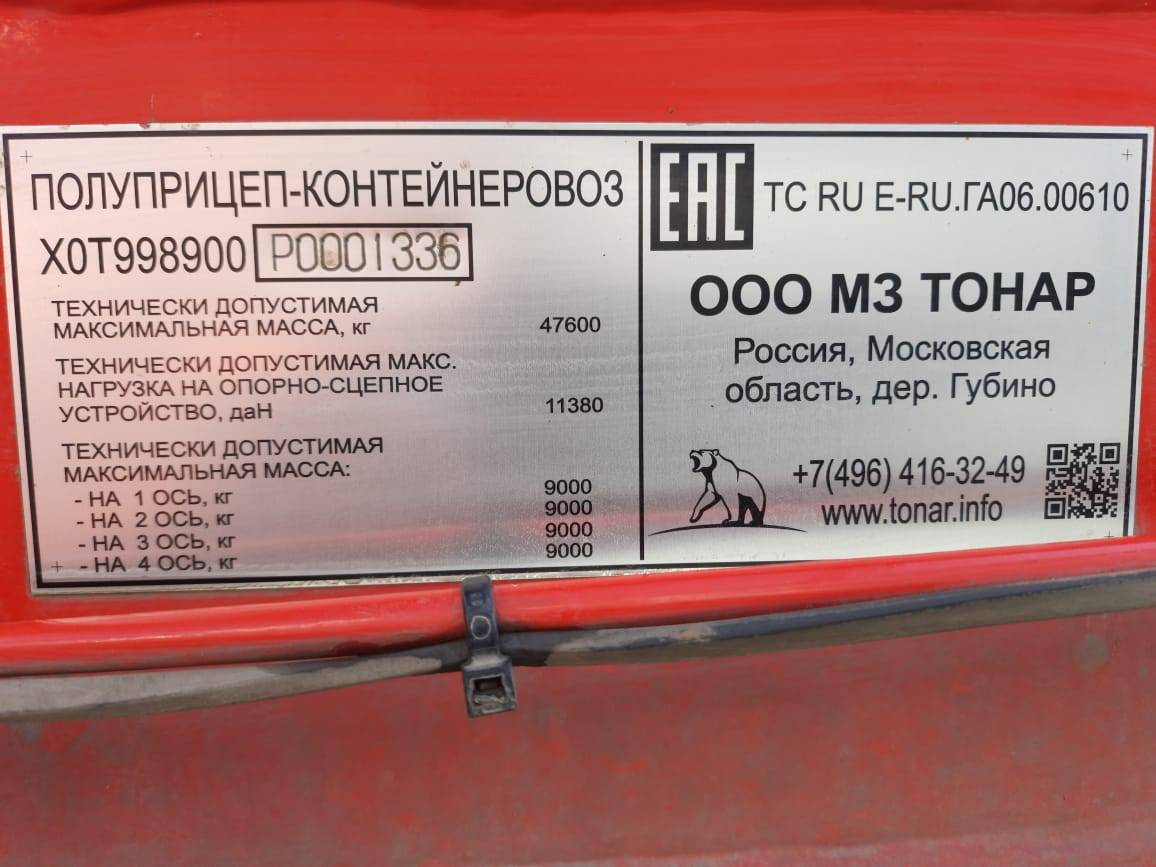 ПОЛУПРИЦЕП-КОНТЕЙНЕРОВОЗ
X0T998900 P0001336
ТЕХНИЧЕСКИ ДОПУСТИМАЯ
МАКСИМАЛЬНАЯ МАССА, кг 47600
ТЕХНИЧЕСКИ ДОПУСТИМАЯ МАКС.
НАГРУЗКА НА ОПОРНО-СЦЕПНОЕ
УСТРОЙСТВО, даН 11380
ТЕХНИЧЕСКИ ДОПУСТИМАЯ
МАКСИМАЛЬНАЯ МАССА:
- НА 1 ОСЬ, кг 9000
- НА 2 ОСЬ, кг 9000
- НА 3 ОСЬ, кг 9000
- НА 4 ОСЬ, кг 9000
EAC ТС RU E-RU.ГА06.00610
ООО МЗ ТОНАР
Россия, Московская
область, дер. Губино
+7(496) 416-32-49
www.tonar.info